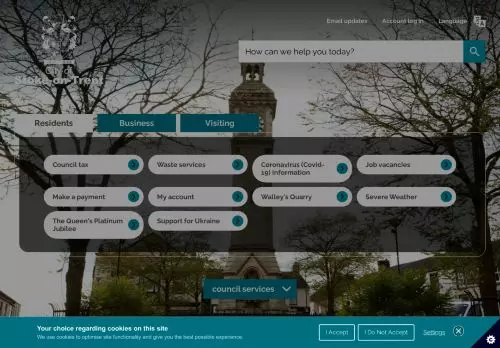 Email updates Account log in Language
City of
Stoke-on-Trent
How can we help you today?
Residents Business Visiting
Council tax
Waste services
Coronavirus (Covid-
19) information
Job vacancies
Make a payment
My account
Walley's Quarry
Severe Weather
The Queen's Platinum
Jubilee
Support for Ukraine
council services
Your choice regarding cookies on this site
We use cookies to optimise site functionality and give you the best possible experience.
I Accept
I Do Not Accept
Settings